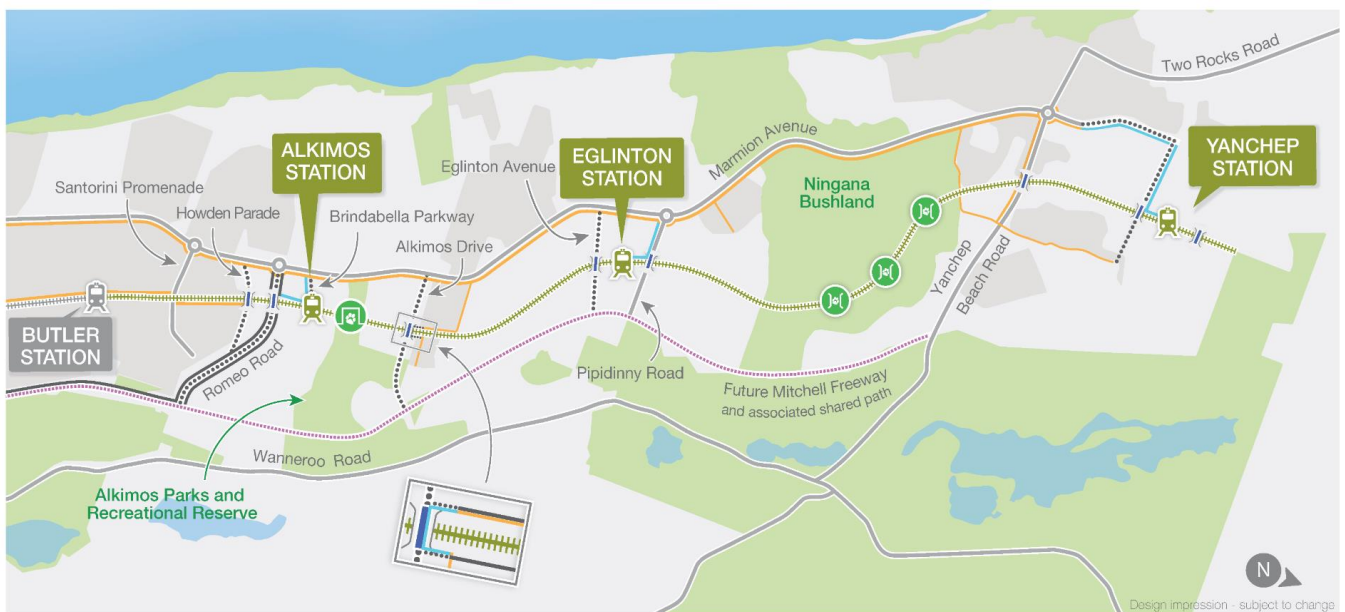 Two Rocks Road
YANCHEP
STATION
Marmion Avenue
ALKIMOS
STATION
Eglinton Avenue
EGLINTON
STATION
Santorini Promenade
Howden Parade
Brindabella Parkway
Alkimos Drive
Ningana
Bushland
Yanchep
Beach Road
BUTLER
STATION
Romeo Road
Pipidinny Road
Future Mitchell Freeway
and associated shared path
Wanneroo Road
Alkimos Parks and
Recreational Reserve
N
Design impression - subject to change